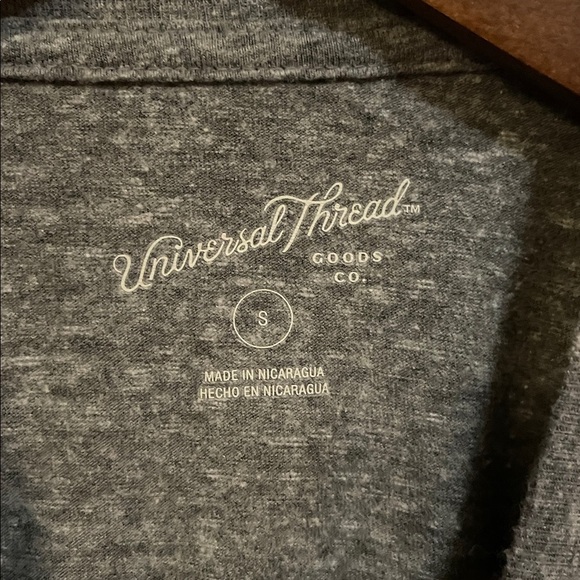 Universal Thread™
GOODS
CO.
S
MADE IN NICARAGUA
HECHO EN NICARAGUA